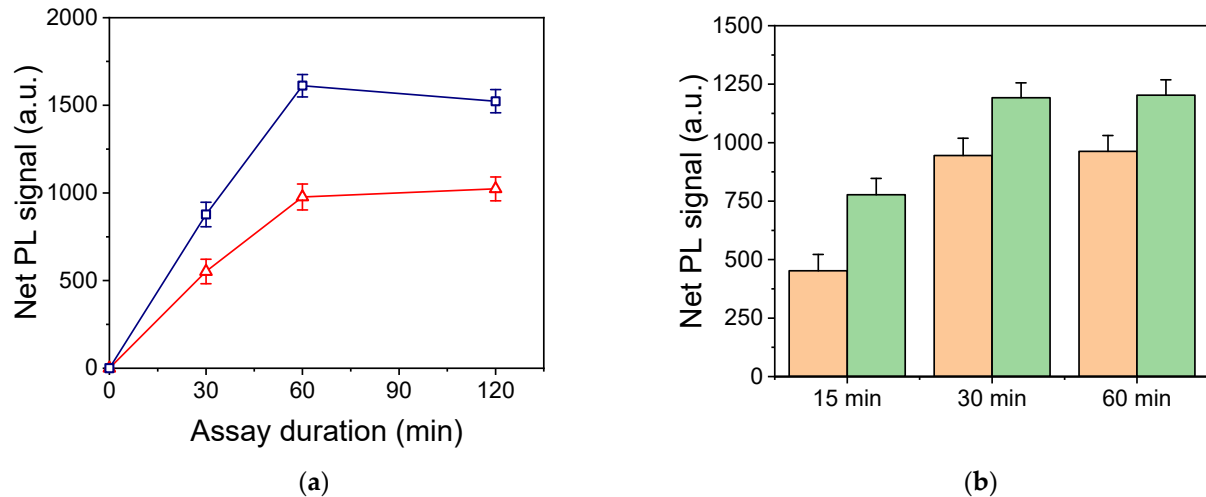 Net PL signal (a.u.)
2000
1500
1000
500
0
0
30
60
90
120
Assay duration (min)
(a)
Net PL signal (a.u.)
1500
1250
1000
750
500
250
0
15 min
30 min
60 min
(b)